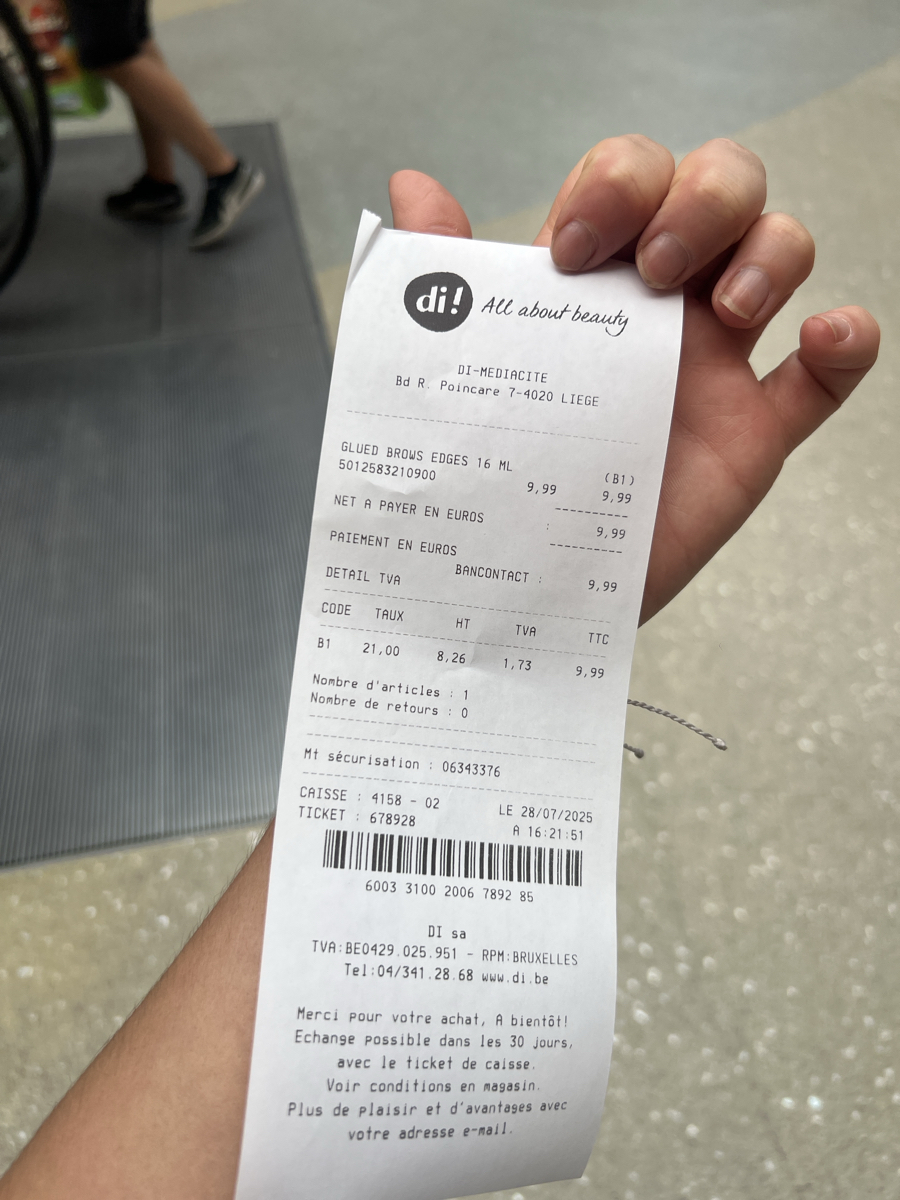 di! All about beauty
DI-MEDIACITE
Bd R. Poincare 7-4020 LIEGE
GLUED BROWS EDGES 16 ML (B1)
5012583210900 9,99 9,99
NET A PAYER EN EUROS : 9,99
PAIEMENT EN EUROS
BANCONTACT : 9,99
DETAIL TVA
CODE TAUX HT TVA TTC
B1 21,00 8,26 1,73 9,99
Nombre d'articles : 1
Nombre de retours : 0
Mt sécurisation : 06343376
CAISSE : 4158 - 02 LE 28/07/2025
TICKET : 678928 A 16:21:51
6003 3100 2006 7892 85
DI sa
TVA:BE0429.025.951 - RPM:BRUXELLES
Tel:04/341.28.68 www.di.be
Merci pour votre achat, A bientôt!
Echange possible dans les 30 jours,
avec le ticket de caisse.
Voir conditions en magasin.
Plus de plaisir et d'avantages avec
votre adresse e-mail.